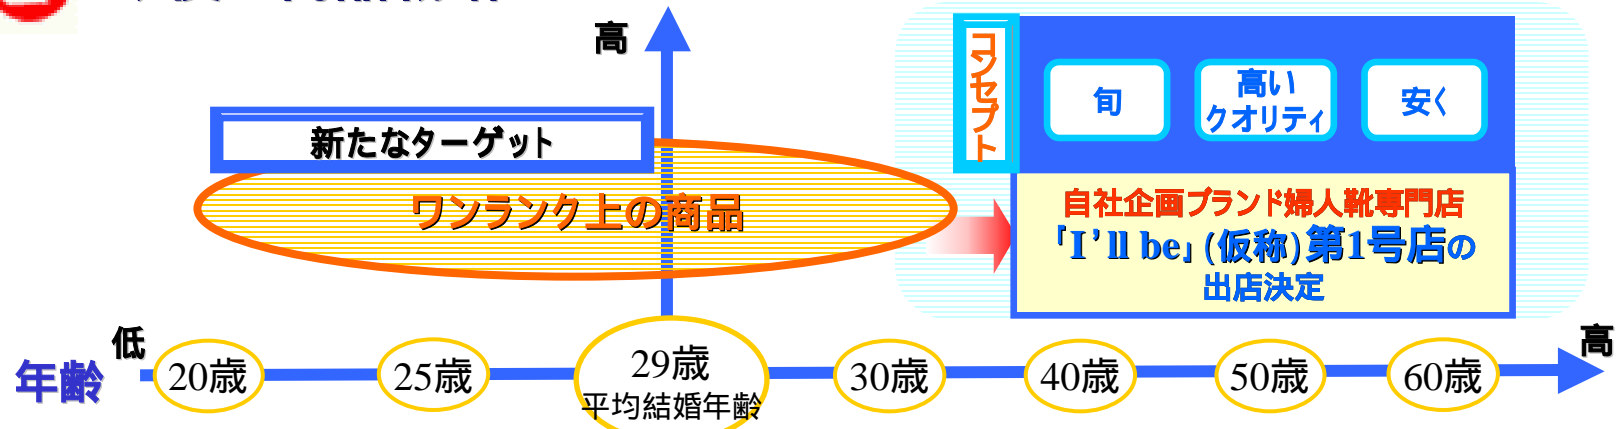 高
コンセプト
旬
高い
クオリティ
安く
新たなターゲット
ワンランク上の商品
自社企画ブランド婦人靴専門店
「I’ll be」(仮称)第1号店の
出店決定
年齢
低
20歳
25歳
29歳
平均結婚年齢
30歳
40歳
50歳
60歳
高